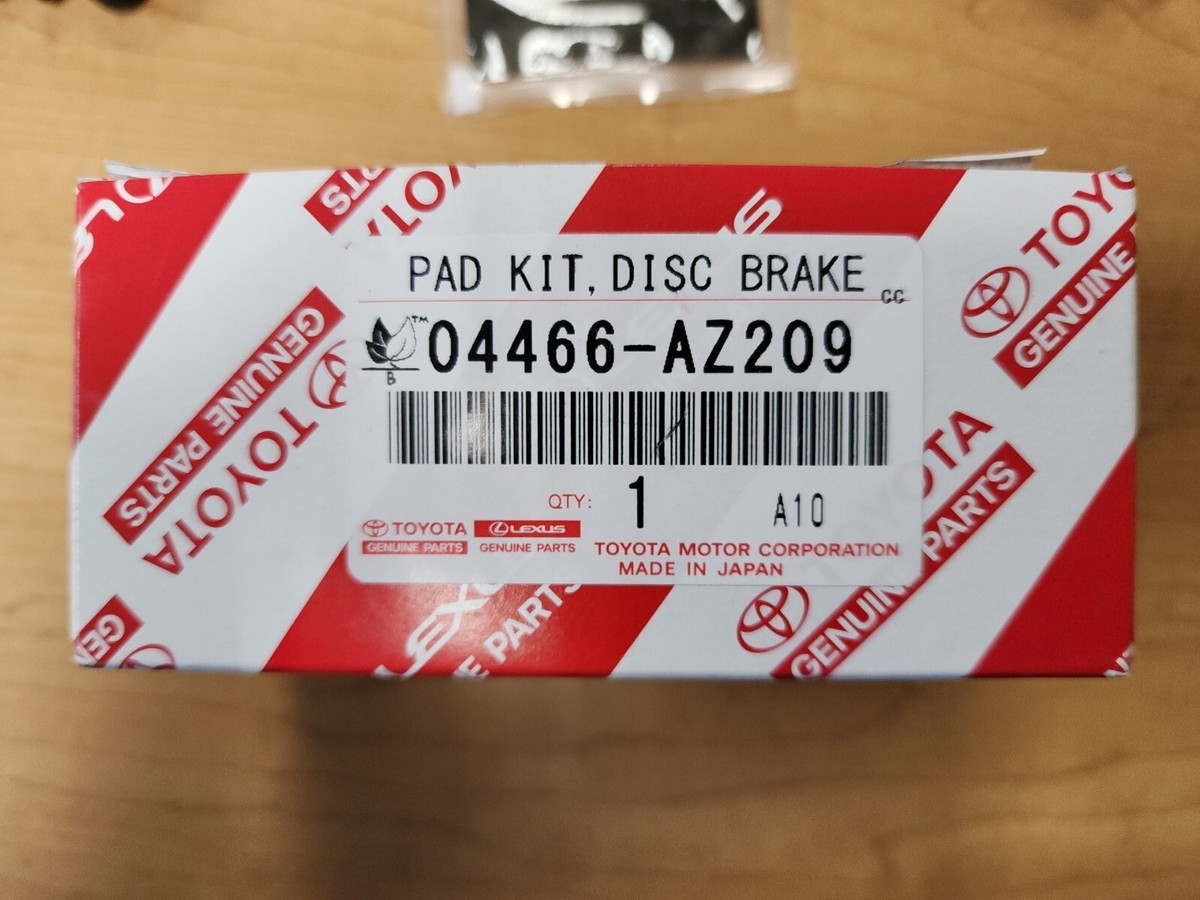 PAD KIT, DISC BRAKE
CC
™
04466-AZ209
B
QTY: 1 A10
TOYOTA
GENUINE PARTS
LEXUS
GENUINE PARTS
TOYOTA MOTOR CORPORATION
MADE IN JAPAN
GENUINE PARTS
TOYOTA
TOYOTA
GENUINE
PARTS
GENUINE
PARTS